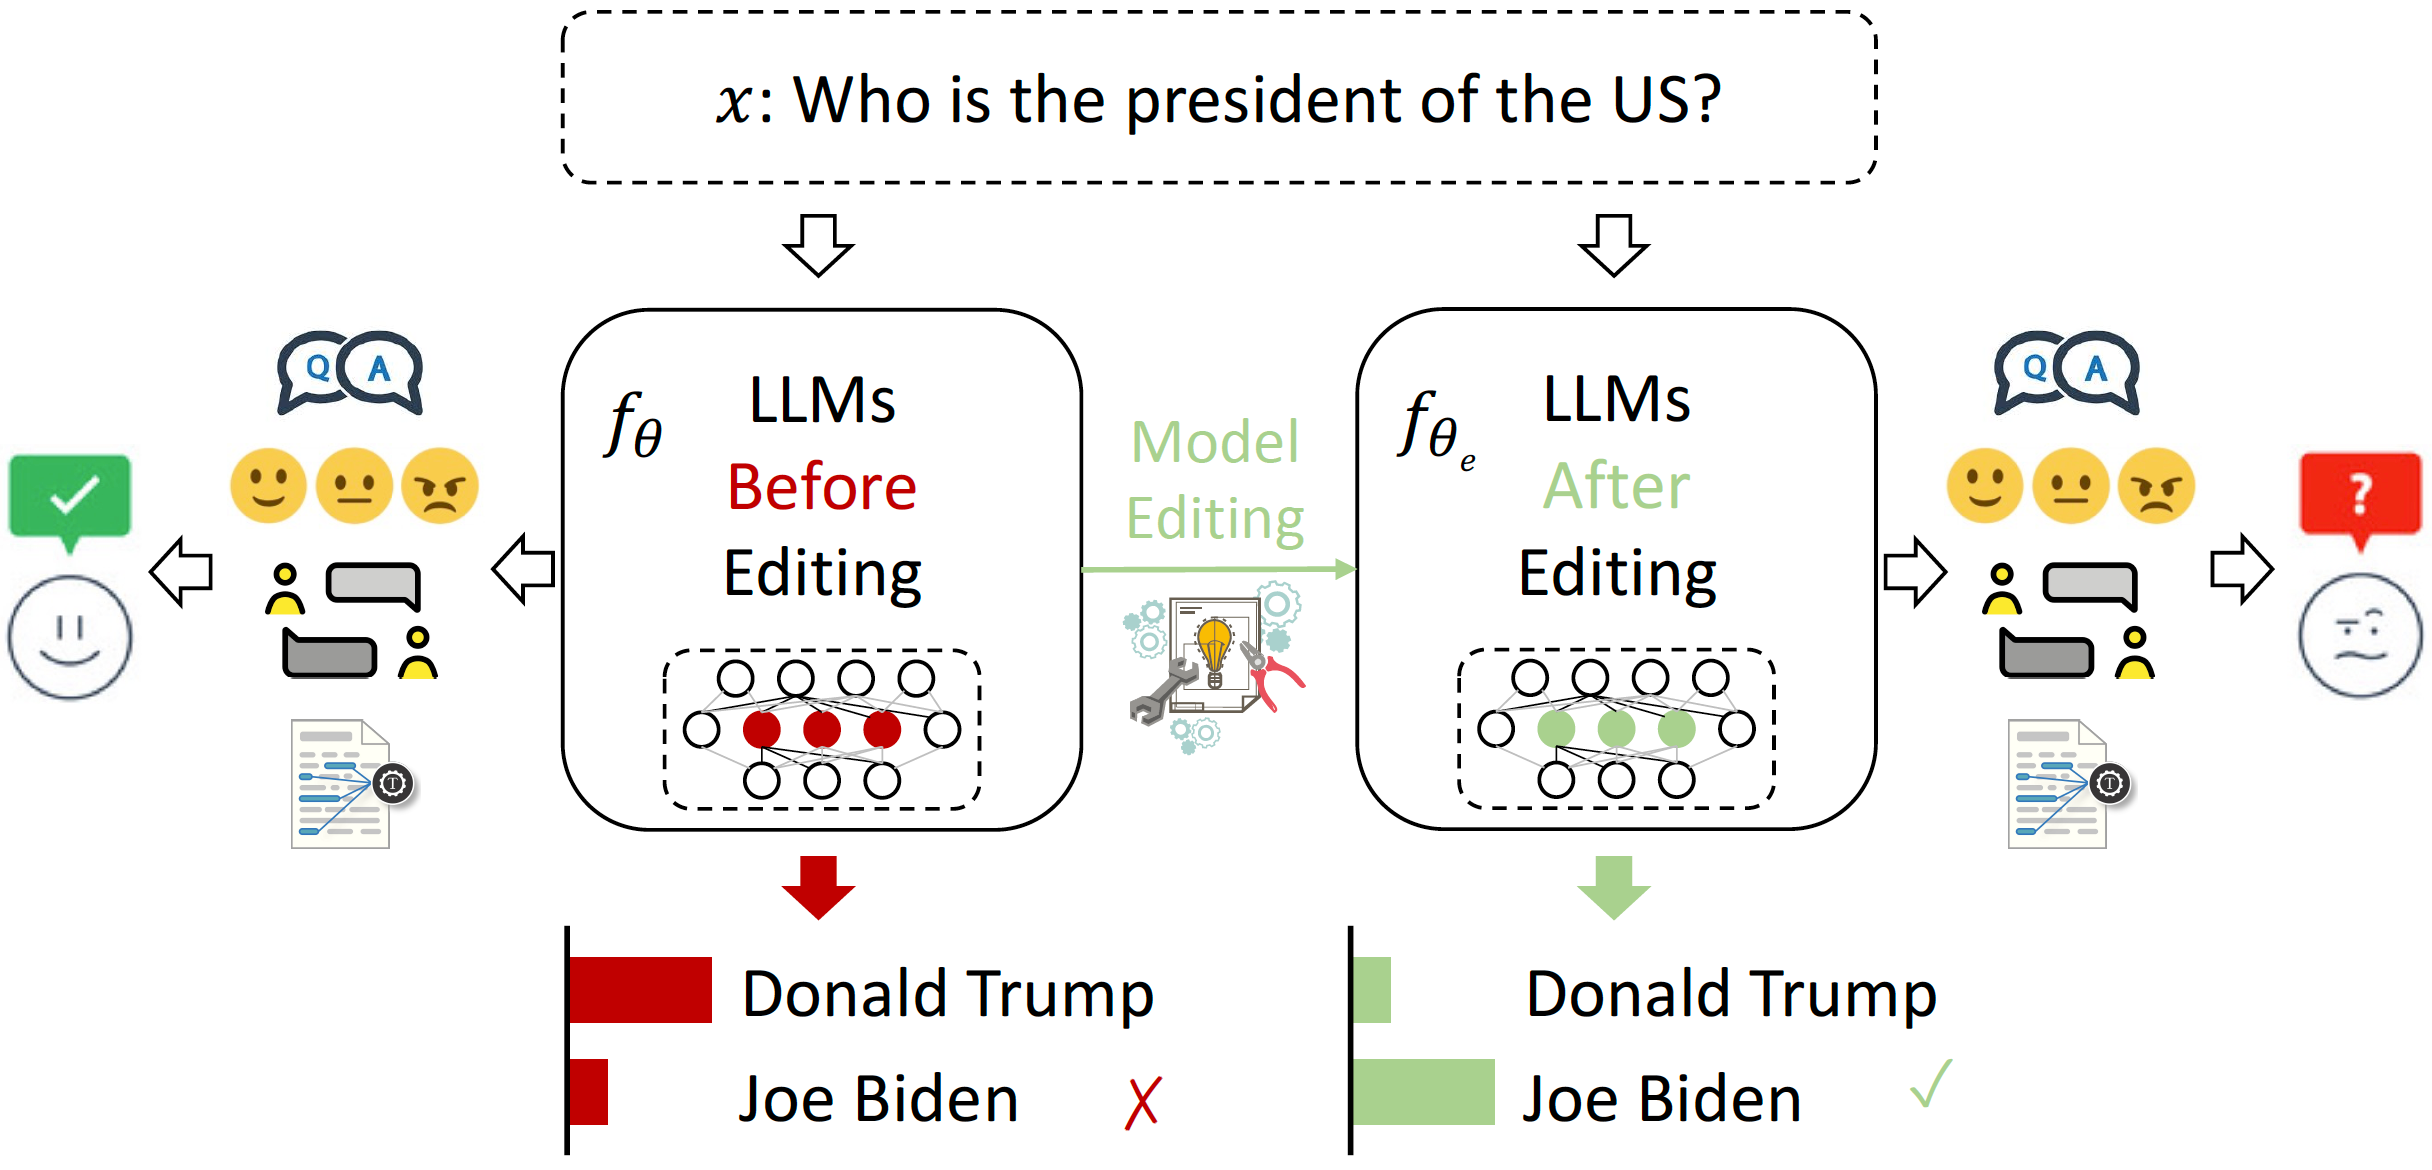 x: Who is the president of the US?
Q A
fθ
LLMs
Before
Editing
Model
Editing
fθe
LLMs
After
Editing
Q A
?
T
T
Donald Trump
Joe Biden ✗
Donald Trump
Joe Biden ✓